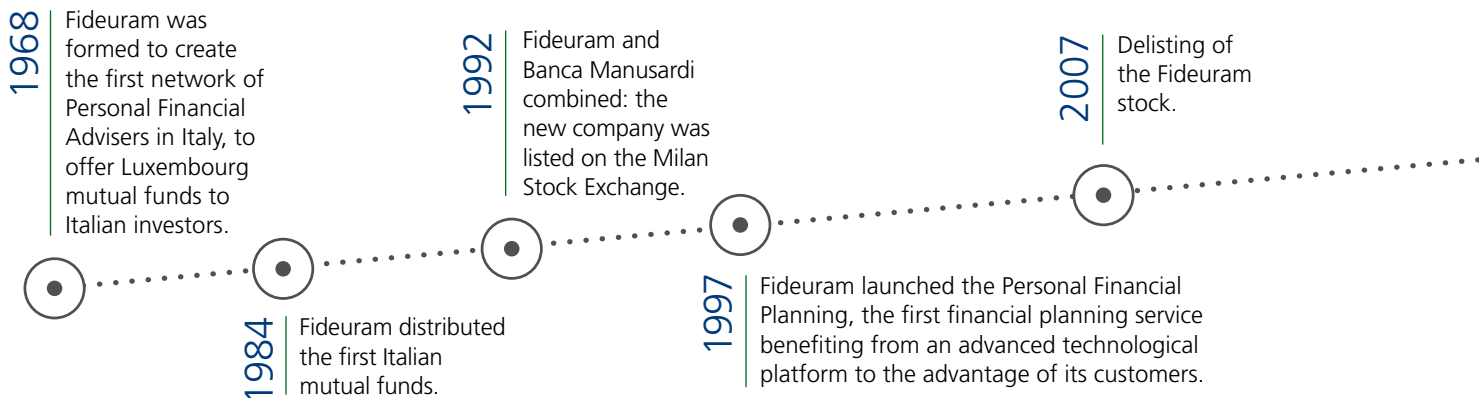 1968
Fideuram was
formed to create
the first network of
Personal Financial
Advisers in Italy, to
offer Luxembourg
mutual funds to
Italian investors.
1984
Fideuram distributed
the first Italian
mutual funds.
1992
Fideuram and
Banca Manusardi
combined: the
new company was
listed on the Milan
Stock Exchange.
1997
Fideuram launched the Personal Financial
Planning, the first financial planning service
benefiting from an advanced technological
platform to the advantage of its customers.
2007
Delisting of
the Fideuram
stock.